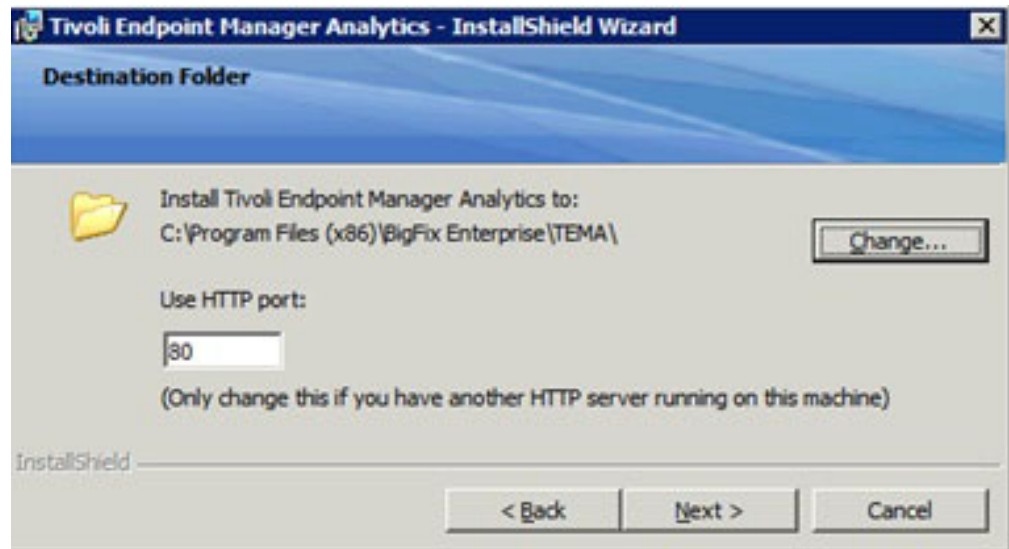 Tivoli Endpoint Manager Analytics - InstallShield Wizard
Destination Folder
Install Tivoli Endpoint Manager Analytics to:
C:\Program Files (x86)\BigFix Enterprise\TEMA\
Change...
Use HTTP port:
80
(Only change this if you have another HTTP server running on this machine)
InstallShield
< Back
Next >
Cancel